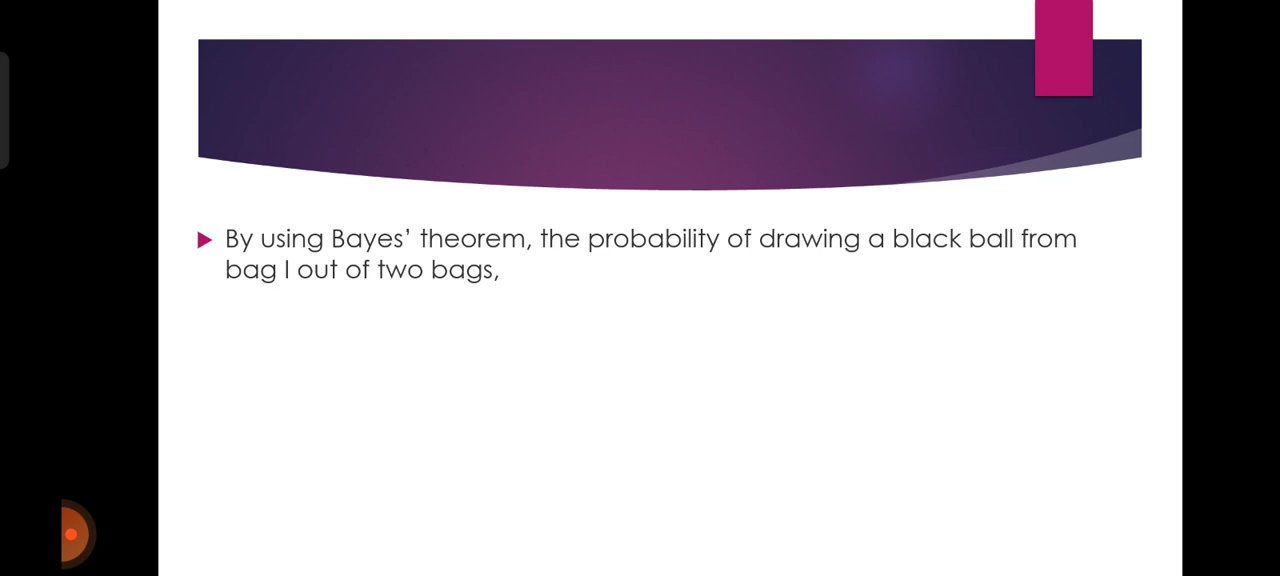 By using Bayes’ theorem, the probability of drawing a black ball from
bag I out of two bags,